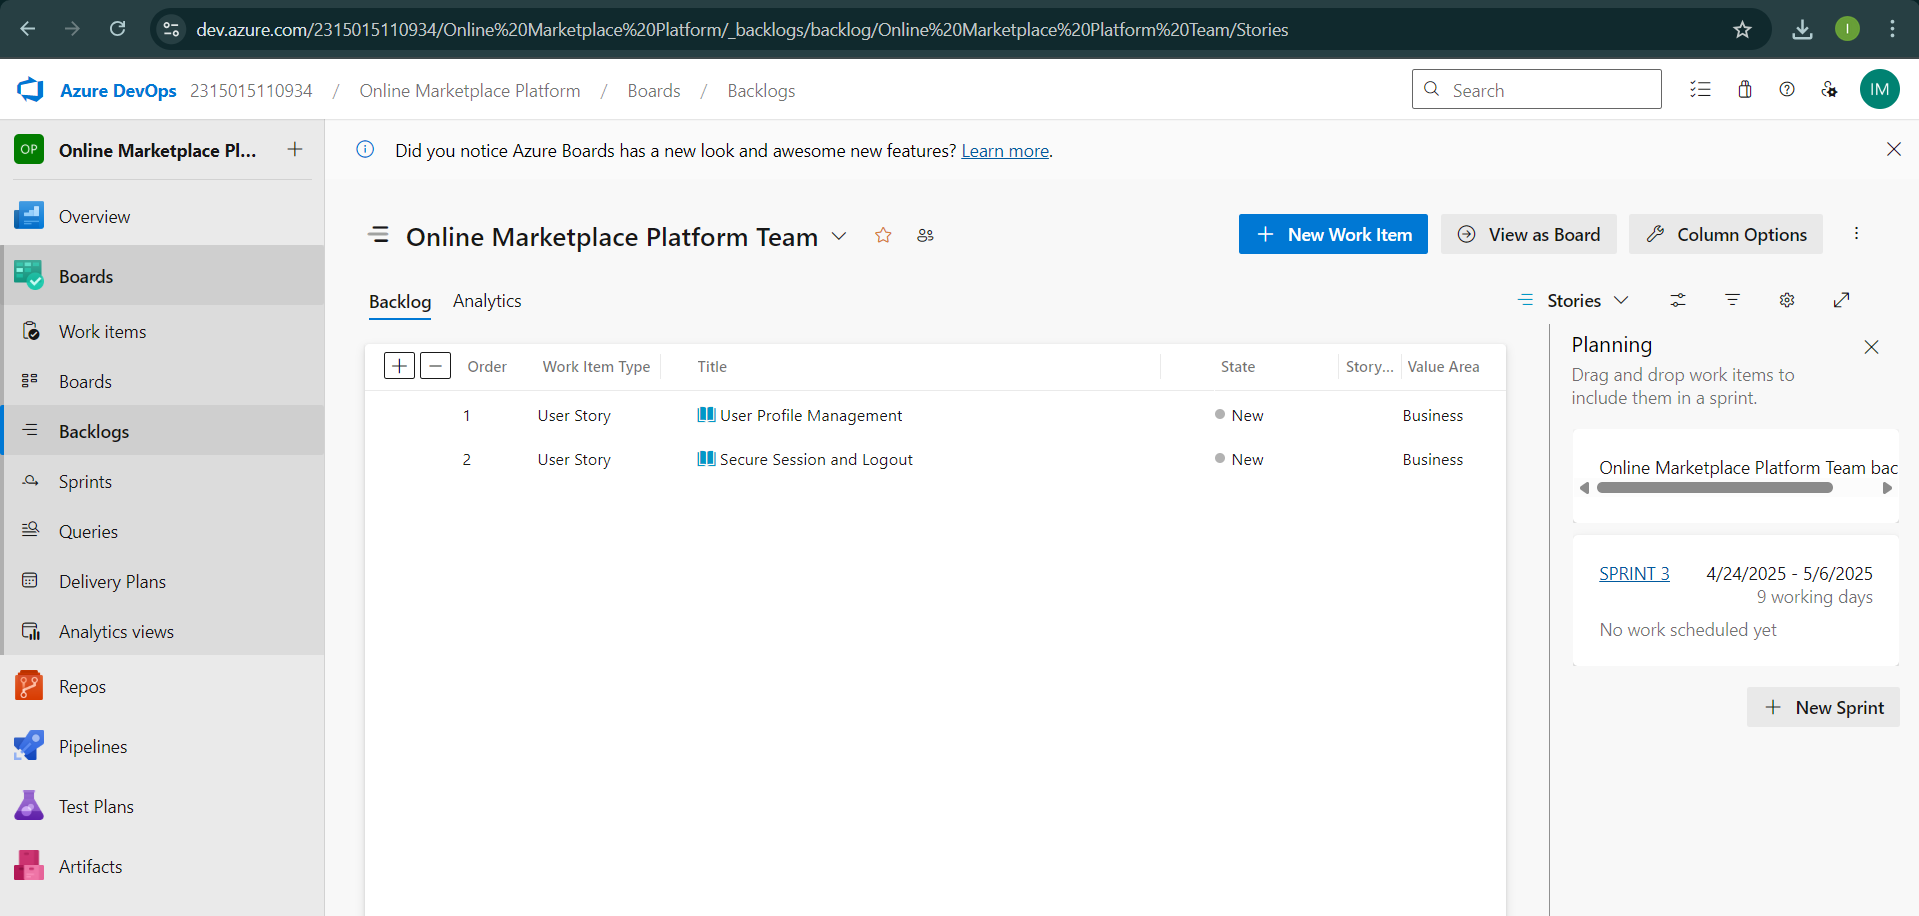 dev.azure.com/2315015110934/Online%20Marketplace%20Platform/_backlogs/backlog/Online%20Marketplace%20Platform%20Team/Stories
I
Azure DevOps 2315015110934 / Online Marketplace Platform / Boards / Backlogs
Search
IM
OP Online Marketplace Pl...
Did you notice Azure Boards has a new look and awesome new features? Learn more.
Overview
Boards
Work items
Boards
Backlogs
Sprints
Queries
Delivery Plans
Analytics views
Repos
Pipelines
Test Plans
Artifacts
Online Marketplace Platform Team
New Work Item
View as Board
Column Options
Backlog Analytics
Stories
Order Work Item Type Title State Story... Value Area
1 User Story User Profile Management New Business
2 User Story Secure Session and Logout New Business
Planning
Drag and drop work items to
include them in a sprint.
Online Marketplace Platform Team bac
SPRINT 3 4/24/2025 - 5/6/2025
9 working days
No work scheduled yet
New Sprint